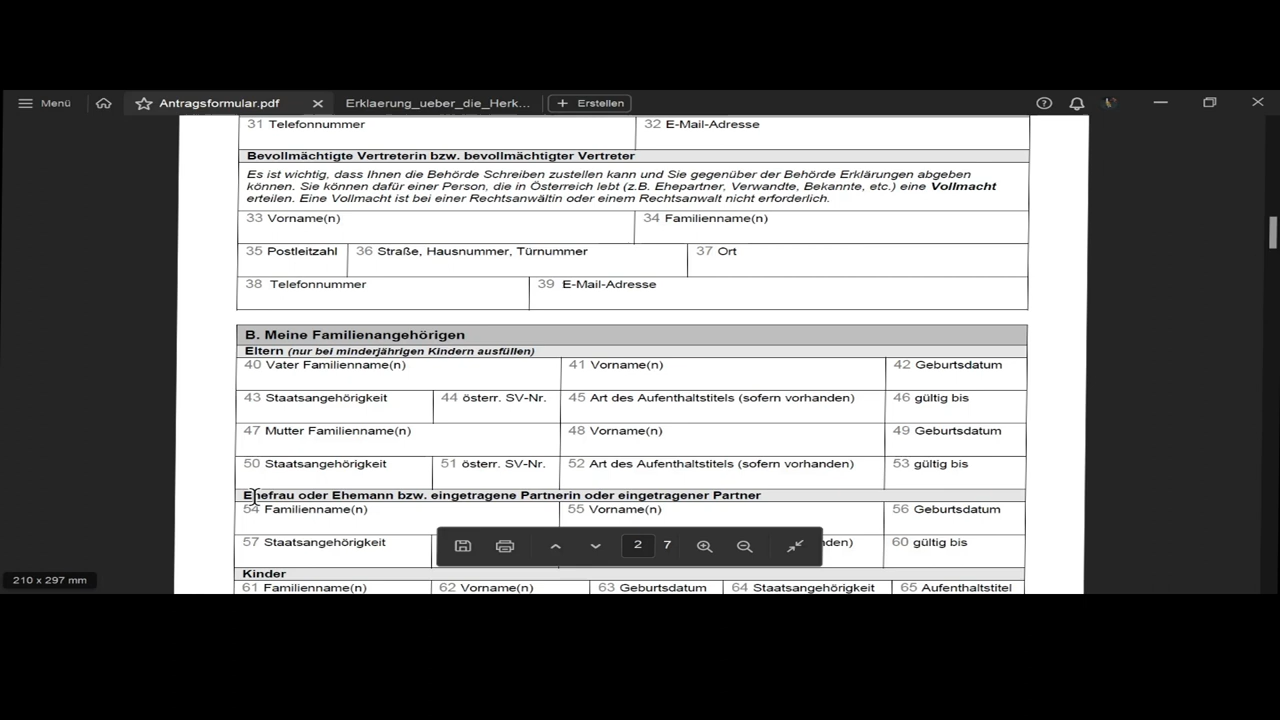 Menü
Antragsformular.pdf
Erklaerung_ueber_die_Herk...
Erstellen
31 Telefonnummer
32 E-Mail-Adresse
Bevollmächtigte Vertreterin bzw. bevollmächtigter Vertreter
Es ist wichtig, dass Ihnen die Behörde Schreiben zustellen kann und Sie gegenüber der Behörde Erklärungen abgeben
können. Sie können dafür einer Person, die in Österreich lebt (z.B. Ehepartner, Verwandte, Bekannte, etc.) eine Vollmacht
erteilen. Eine Vollmacht ist bei einer Rechtsanwältin oder einem Rechtsanwalt nicht erforderlich.
33 Vorname(n)
34 Familienname(n)
35 Postleitzahl
36 Straße, Hausnummer, Türnummer
37 Ort
38 Telefonnummer
39 E-Mail-Adresse
B. Meine Familienangehörigen
Eltern (nur bei minderjährigen Kindern ausfüllen)
40 Vater Familienname(n)
41 Vorname(n)
42 Geburtsdatum
43 Staatsangehörigkeit
44 österr. SV-Nr.
45 Art des Aufenthaltstitels (sofern vorhanden)
46 gültig bis
47 Mutter Familienname(n)
48 Vorname(n)
49 Geburtsdatum
50 Staatsangehörigkeit
51 österr. SV-Nr.
52 Art des Aufenthaltstitels (sofern vorhanden)
53 gültig bis
Ehefrau oder Ehemann bzw. eingetragene Partnerin oder eingetragener Partner
54 Familienname(n)
55 Vorname(n)
56 Geburtsdatum
57 Staatsangehörigkeit
60 gültig bis
2 7
Kinder
210 x 297 mm
61 Familienname(n)
62 Vorname(n)
63 Geburtsdatum
64 Staatsangehörigkeit
65 Aufenthaltstitel